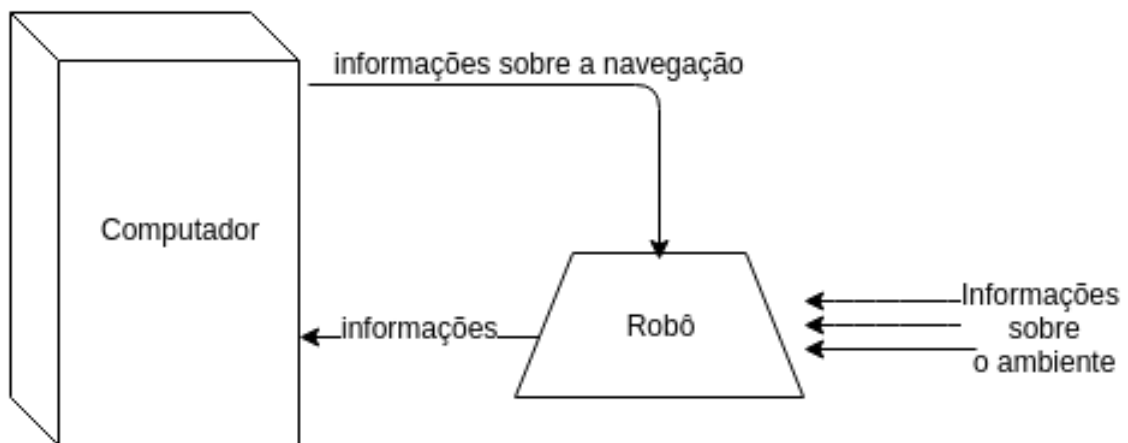 informações sobre a navegação
Computador
informações
Robô
Informações
sobre
o ambiente